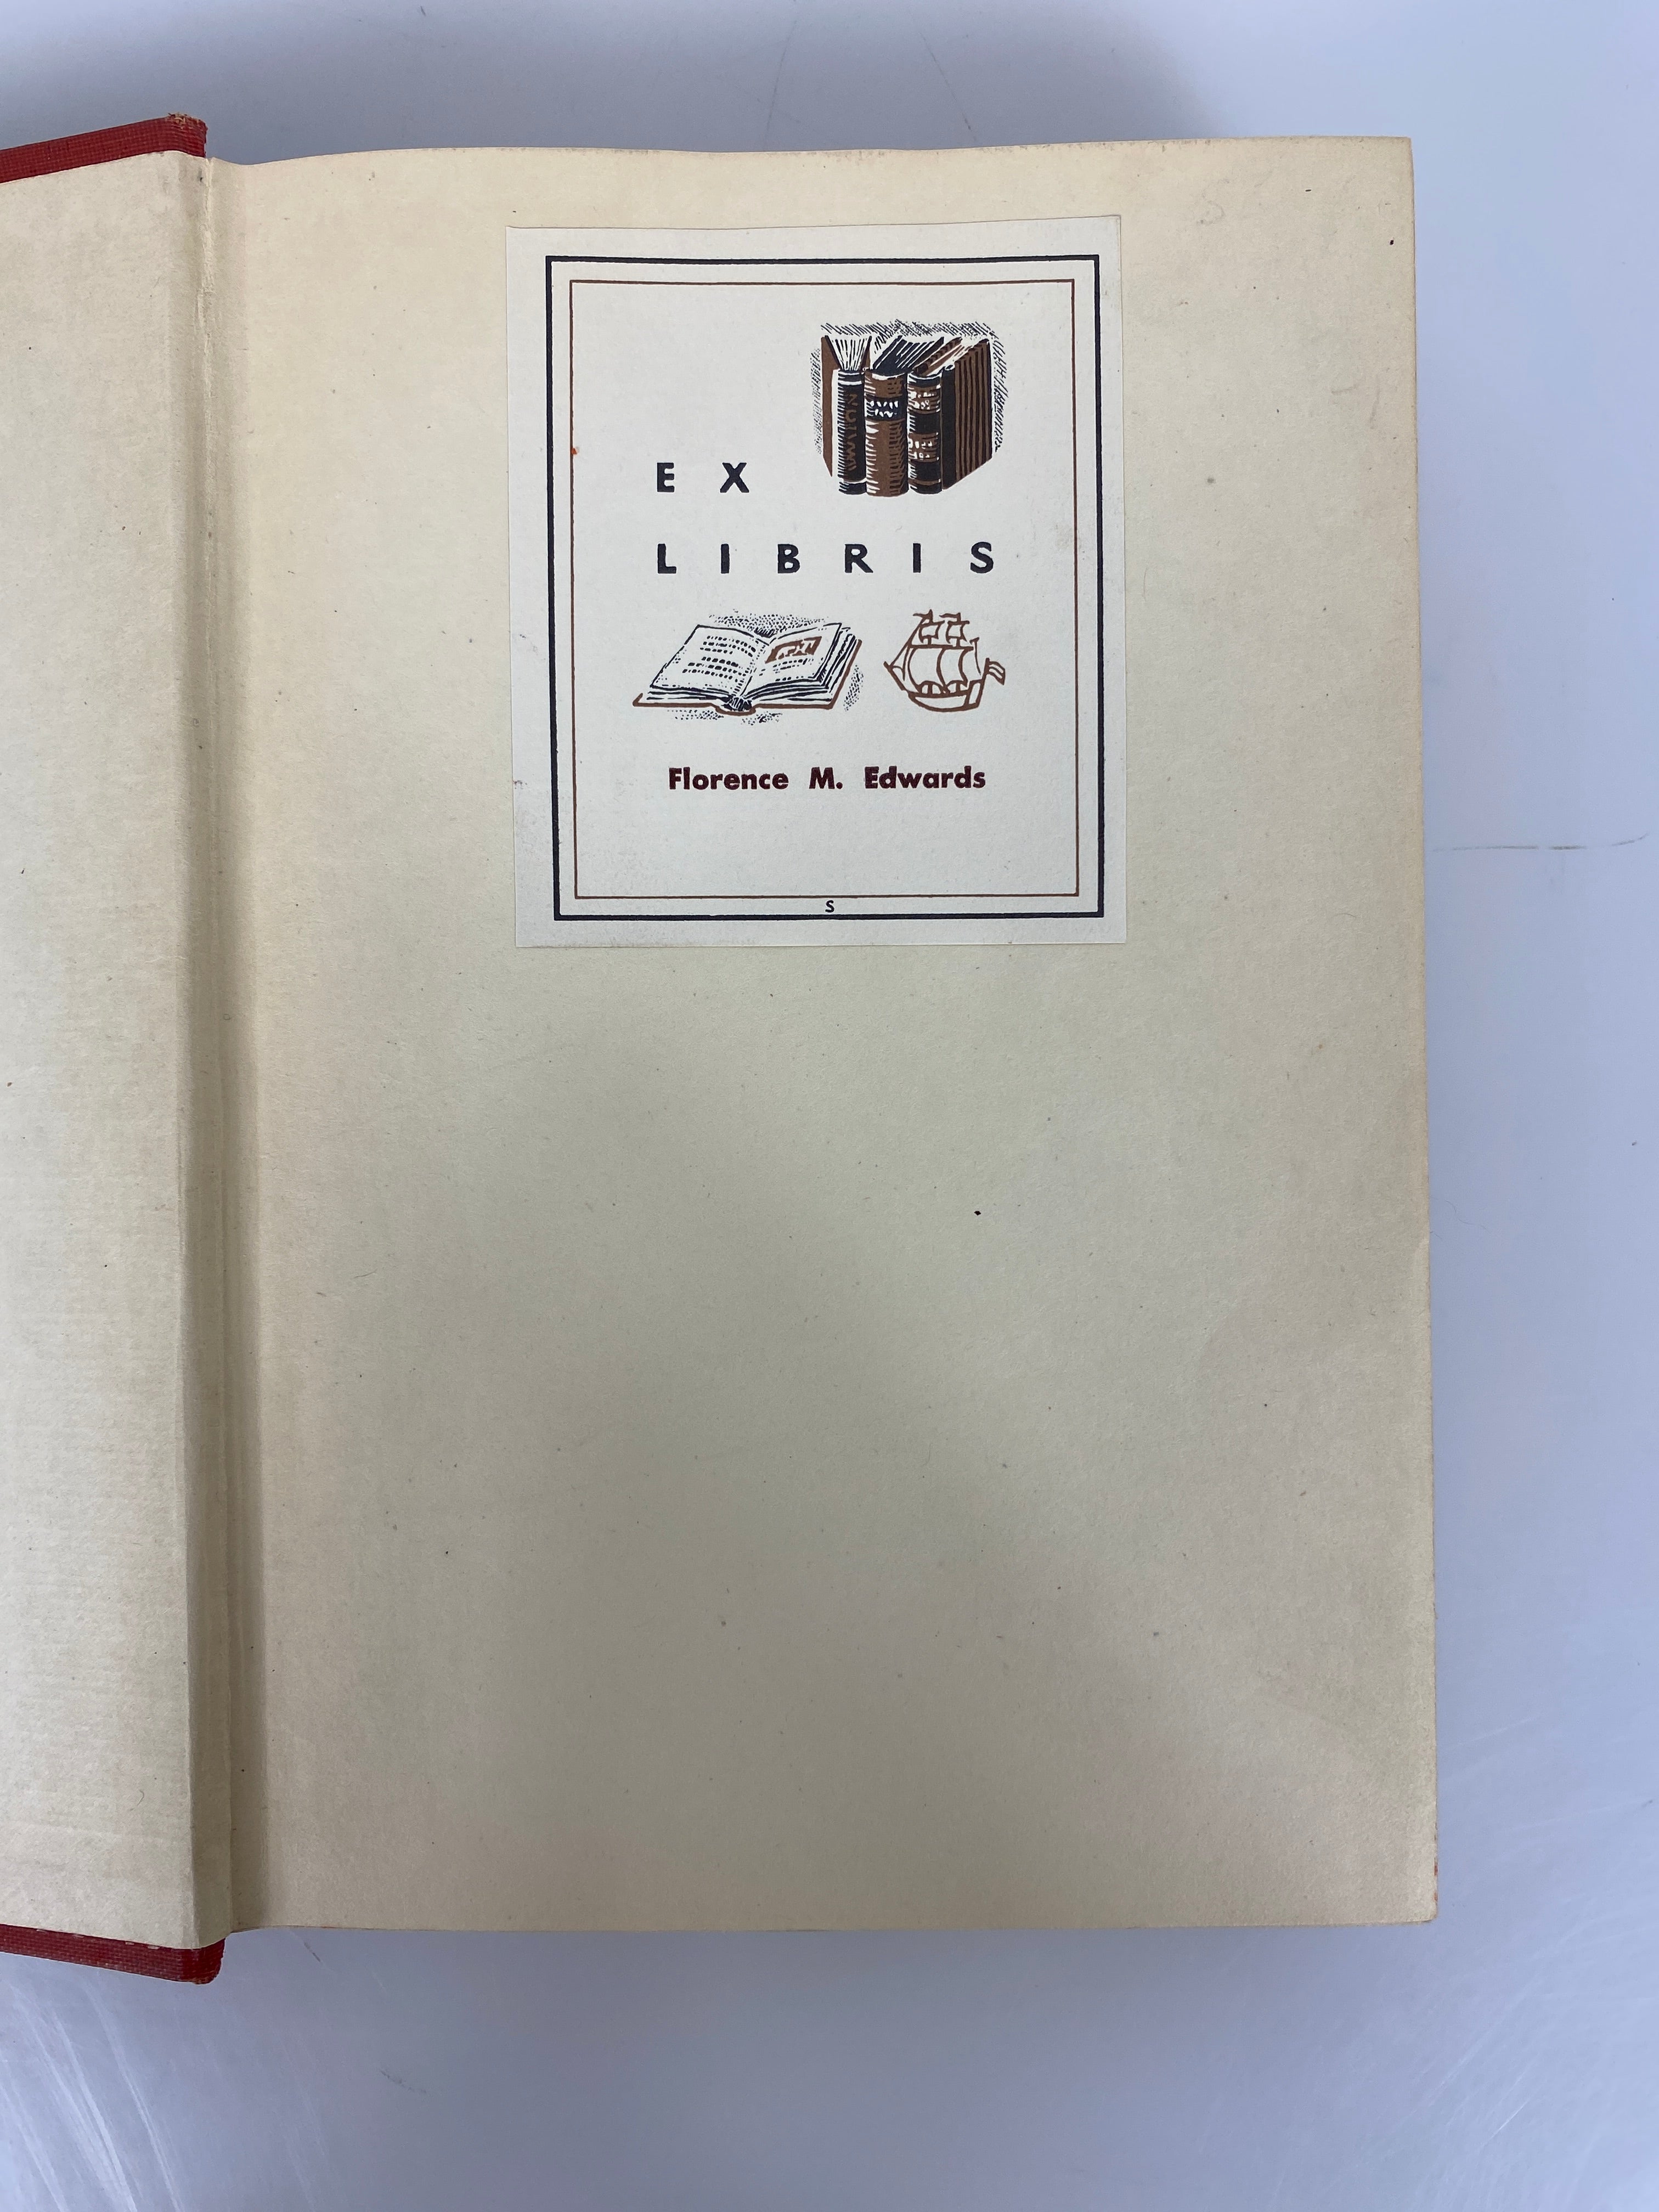 EX
LIBRIS
Florence M. Edwards
S